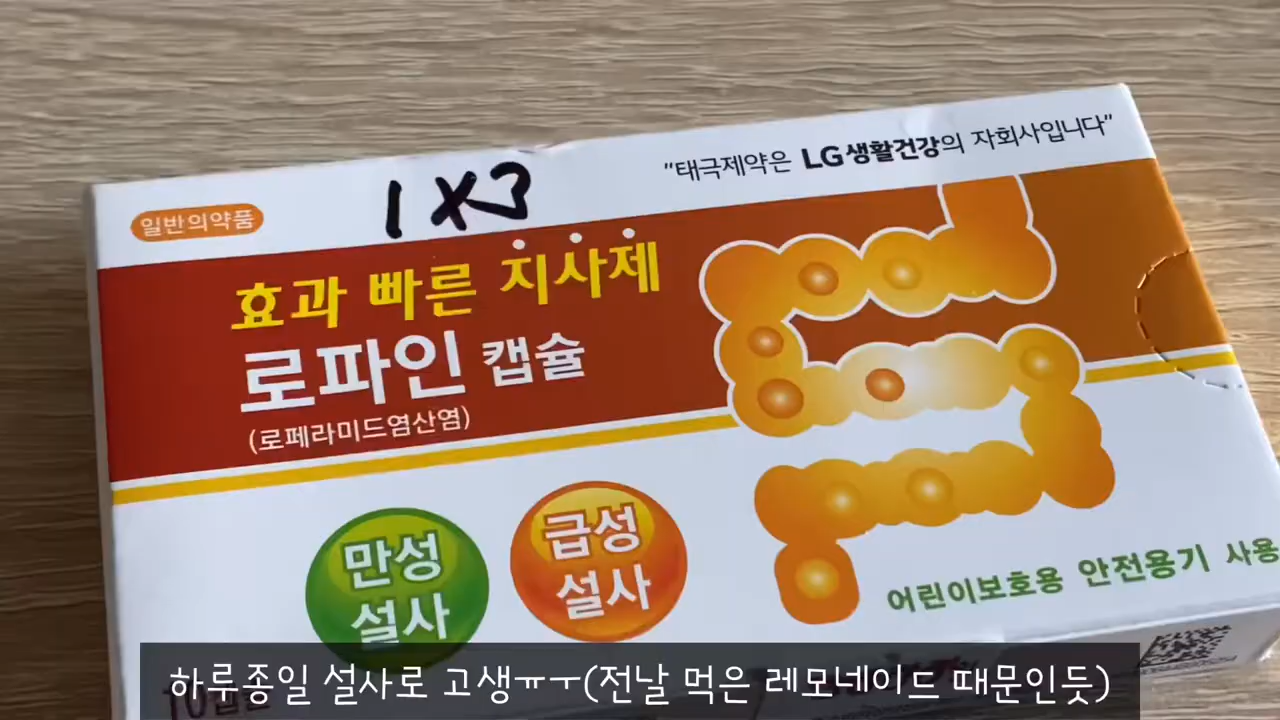 "태극제약은 LG생활건강의 자회사입니다"
일반의약품
1x3
효과 빠른 지사제
로파인 캡슐
(로페라미드염산염)
만성
설사
급성
설사
어린이보호용 안전용기 사용
하루종일 설사로 고생ㅠㅜ(전날 먹은 레모네이드 때문인듯)